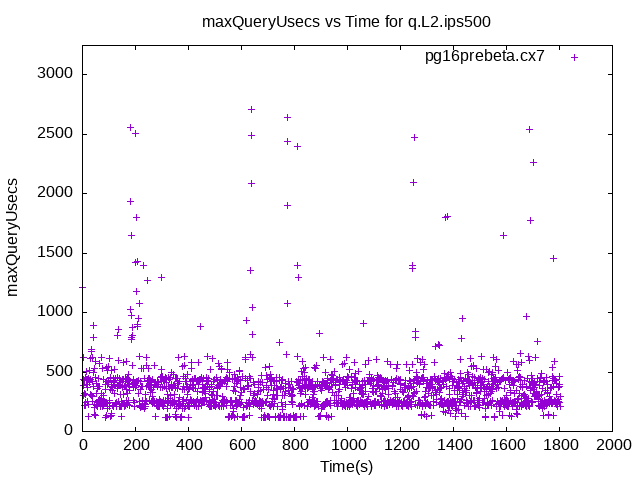 maxQueryUsecs vs Time for q.L2.ips500
pg16prebeta.cx7
maxQueryUsecs
3000
2500
2000
1500
1000
500
0
0 200 400 600 800 1000 1200 1400 1600 1800 2000
Time(s)